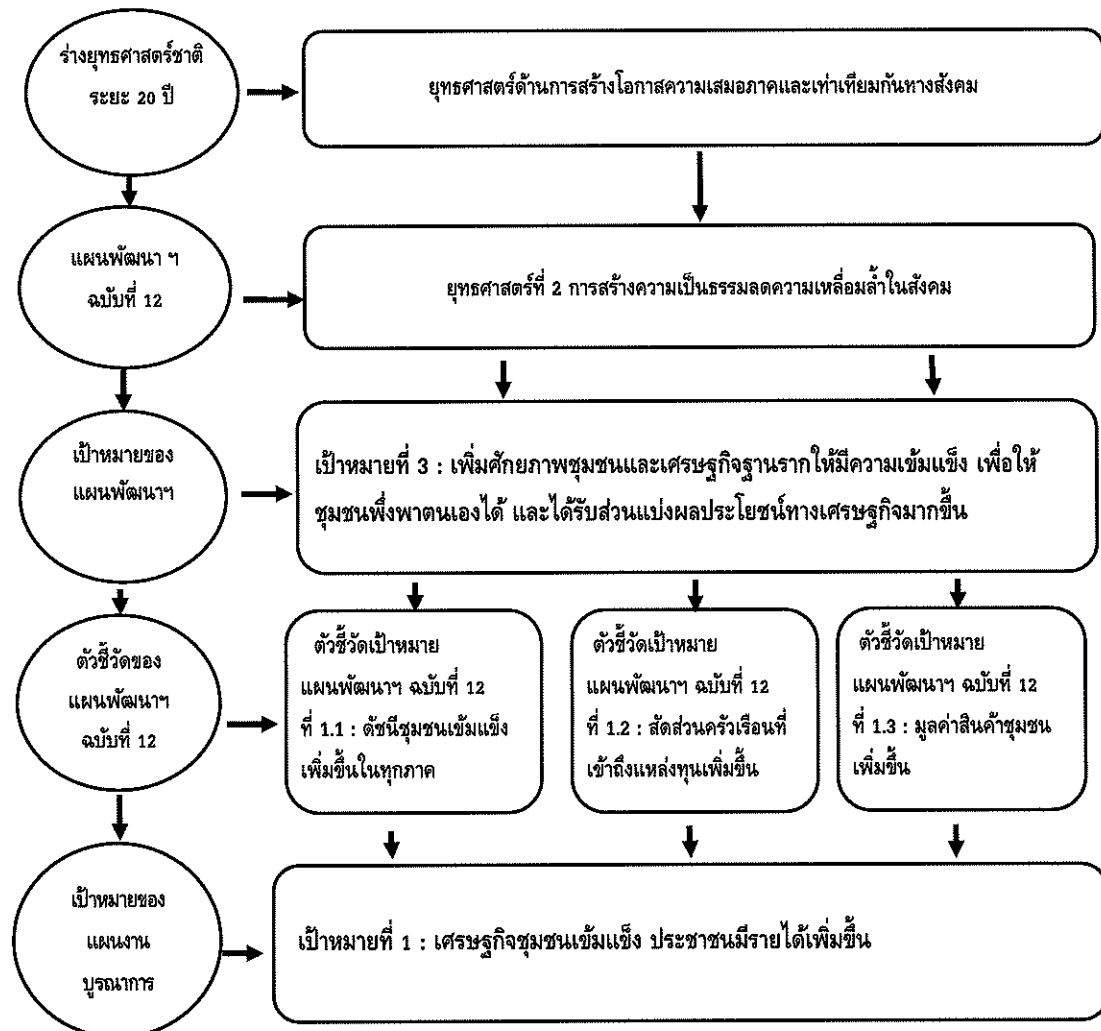 ร่างยุทธศาสตร์ชาติ
ระยะ 20 ปี
ยุทธศาสตร์ด้านการสร้างโอกาสความเสมอภาคและเท่าเทียมกันทางสังคม
แผนพัฒนา ฯ
ฉบับที่ 12
ยุทธศาสตร์ที่ 2 การสร้างความเป็นธรรมลดความเหลื่อมล้ำในสังคม
เป้าหมายของ
แผนพัฒนาฯ
เป้าหมายที่ 3 : เพิ่มศักยภาพชุมชนและเศรษฐกิจฐานรากให้มีความเข้มแข็ง เพื่อให้
ชุมชนพึ่งพาตนเองได้ และได้รับส่วนแบ่งผลประโยชน์ทางเศรษฐกิจมากขึ้น
ตัวชี้วัดของ
แผนพัฒนาฯ
ฉบับที่ 12
ตัวชี้วัดเป้าหมาย
แผนพัฒนาฯ ฉบับที่ 12
ที่ 1.1 : ดัชนีชุมชนเข้มแข็ง
เพิ่มขึ้นในทุกภาค
ตัวชี้วัดเป้าหมาย
แผนพัฒนาฯ ฉบับที่ 12
ที่ 1.2 : สัดส่วนครัวเรือนที่
เข้าถึงแหล่งทุนเพิ่มขึ้น
ตัวชี้วัดเป้าหมาย
แผนพัฒนาฯ ฉบับที่ 12
ที่ 1.3 : มูลค่าสินค้าชุมชน
เพิ่มขึ้น
เป้าหมายของ
แผนงาน
บูรณาการ
เป้าหมายที่ 1 : เศรษฐกิจชุมชนเข้มแข็ง ประชาชนมีรายได้เพิ่มขึ้น